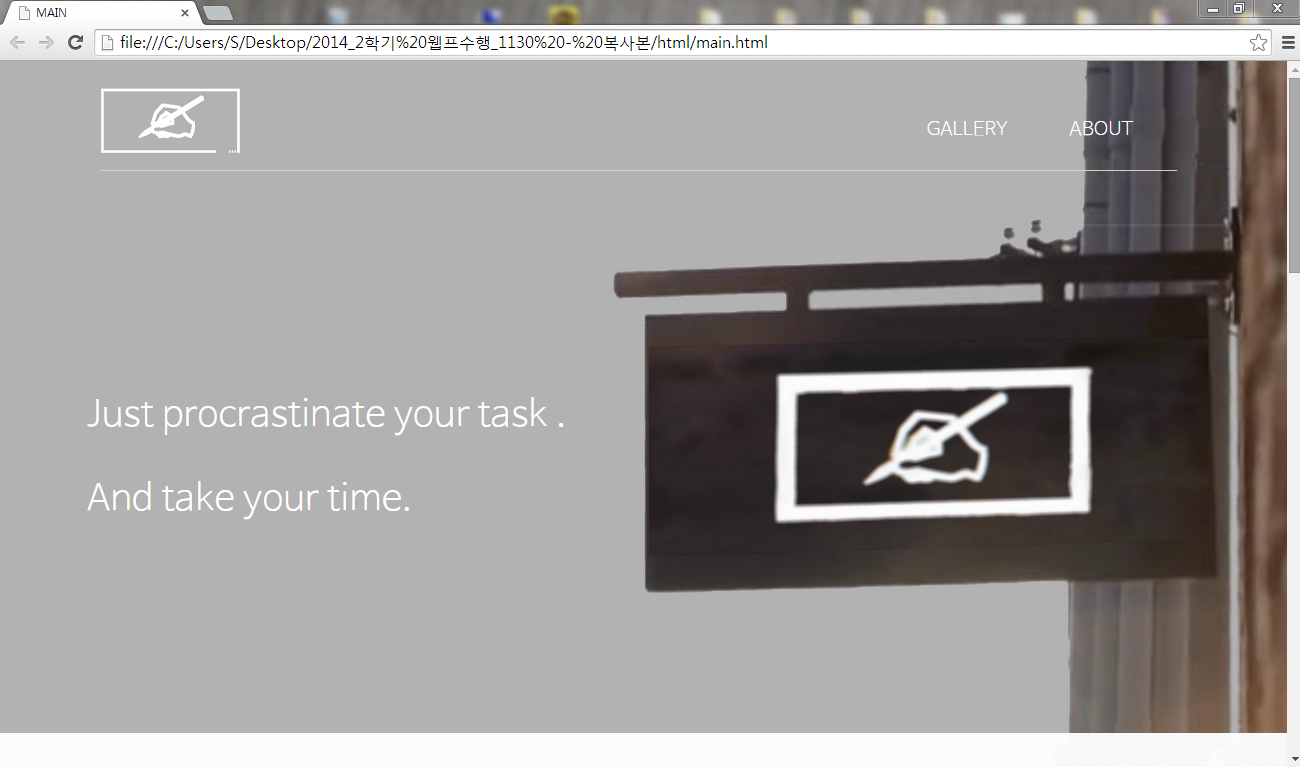 MAIN
file:///C:/Users/S/Desktop/2014_2학기%20웹프수행_1130%20-%20복사본/html/main.html
GALLERY ABOUT
Just procrastinate your task .
And take your time.